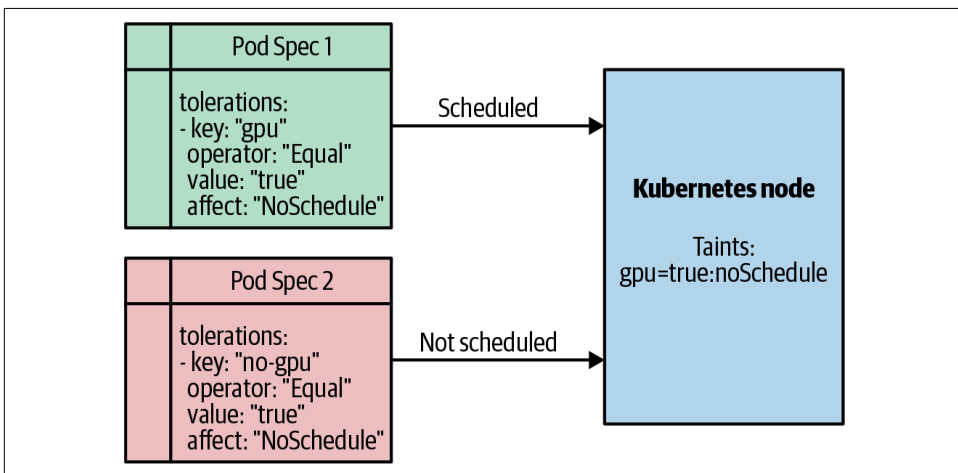 Pod Spec 1
tolerations:
- key: "gpu"
operator: "Equal"
value: "true"
affect: "NoSchedule"
Scheduled
Pod Spec 2
tolerations:
- key: "no-gpu"
operator: "Equal"
value: "true"
affect: "NoSchedule"
Not scheduled
Kubernetes node
Taints:
gpu=true:noSchedule